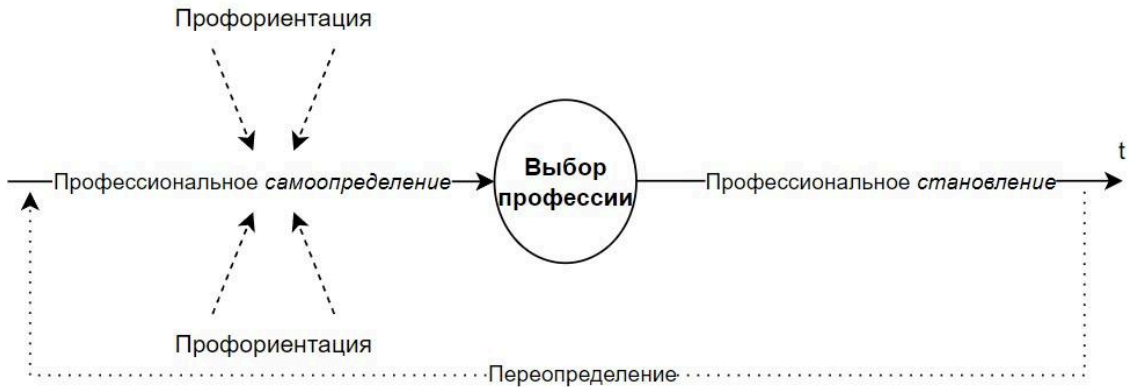 Профориентация
t
Профессиональное самоопределение
Выбор
профессии
Профессиональное становление
Профориентация
Переопределение